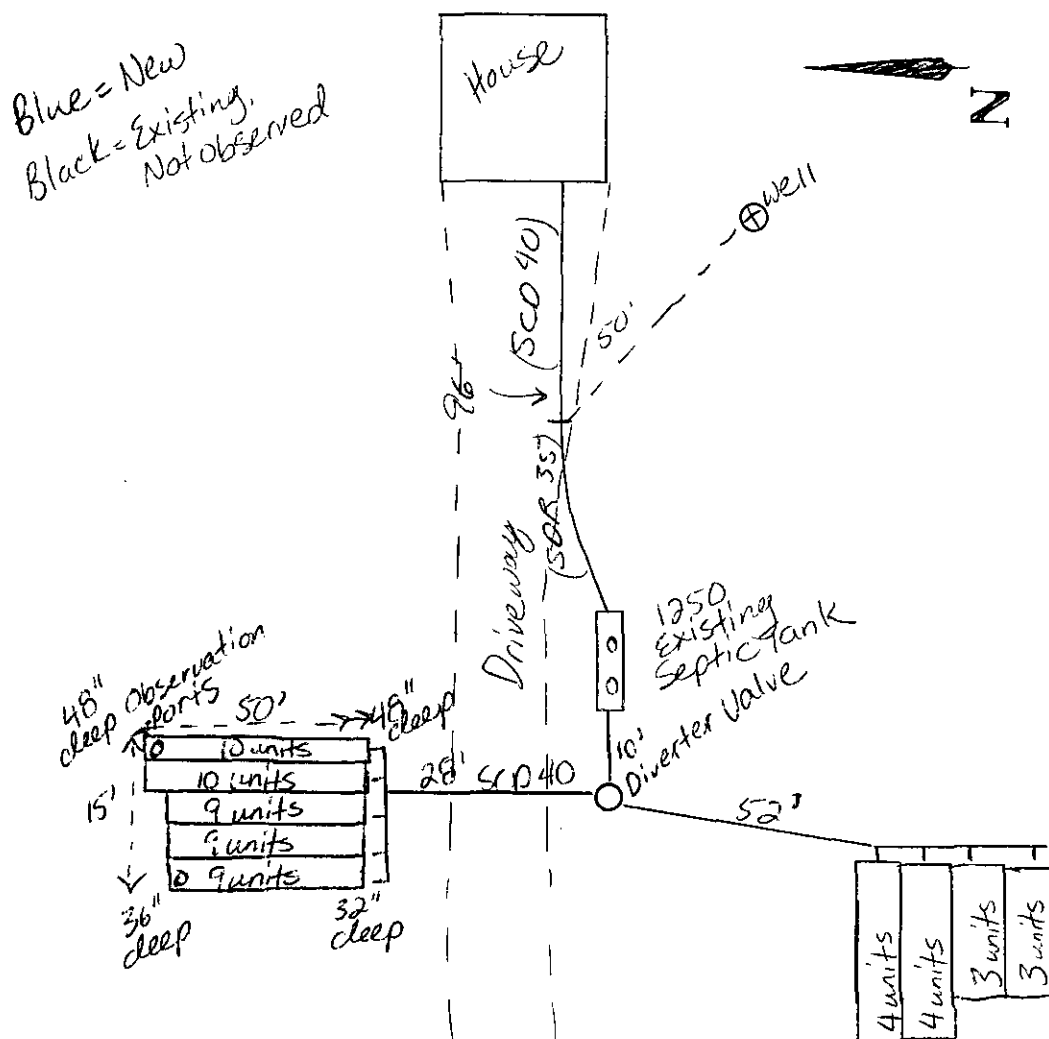 Blue = New
Black = Existing,
Not observed
House
N
well
50'
(SCD 40)
96
(SDR 35)
Driveway
1250
Existing
Septic Tank
10'
Diverter Valve
48"
deep
Observation
Ports
50'
48"
deep
10 units
10 units
9 units
9 units
9 units
15'
36"
deep
32"
deep
28' SCD 40
52'
4 units
4 units
3 units
3 units